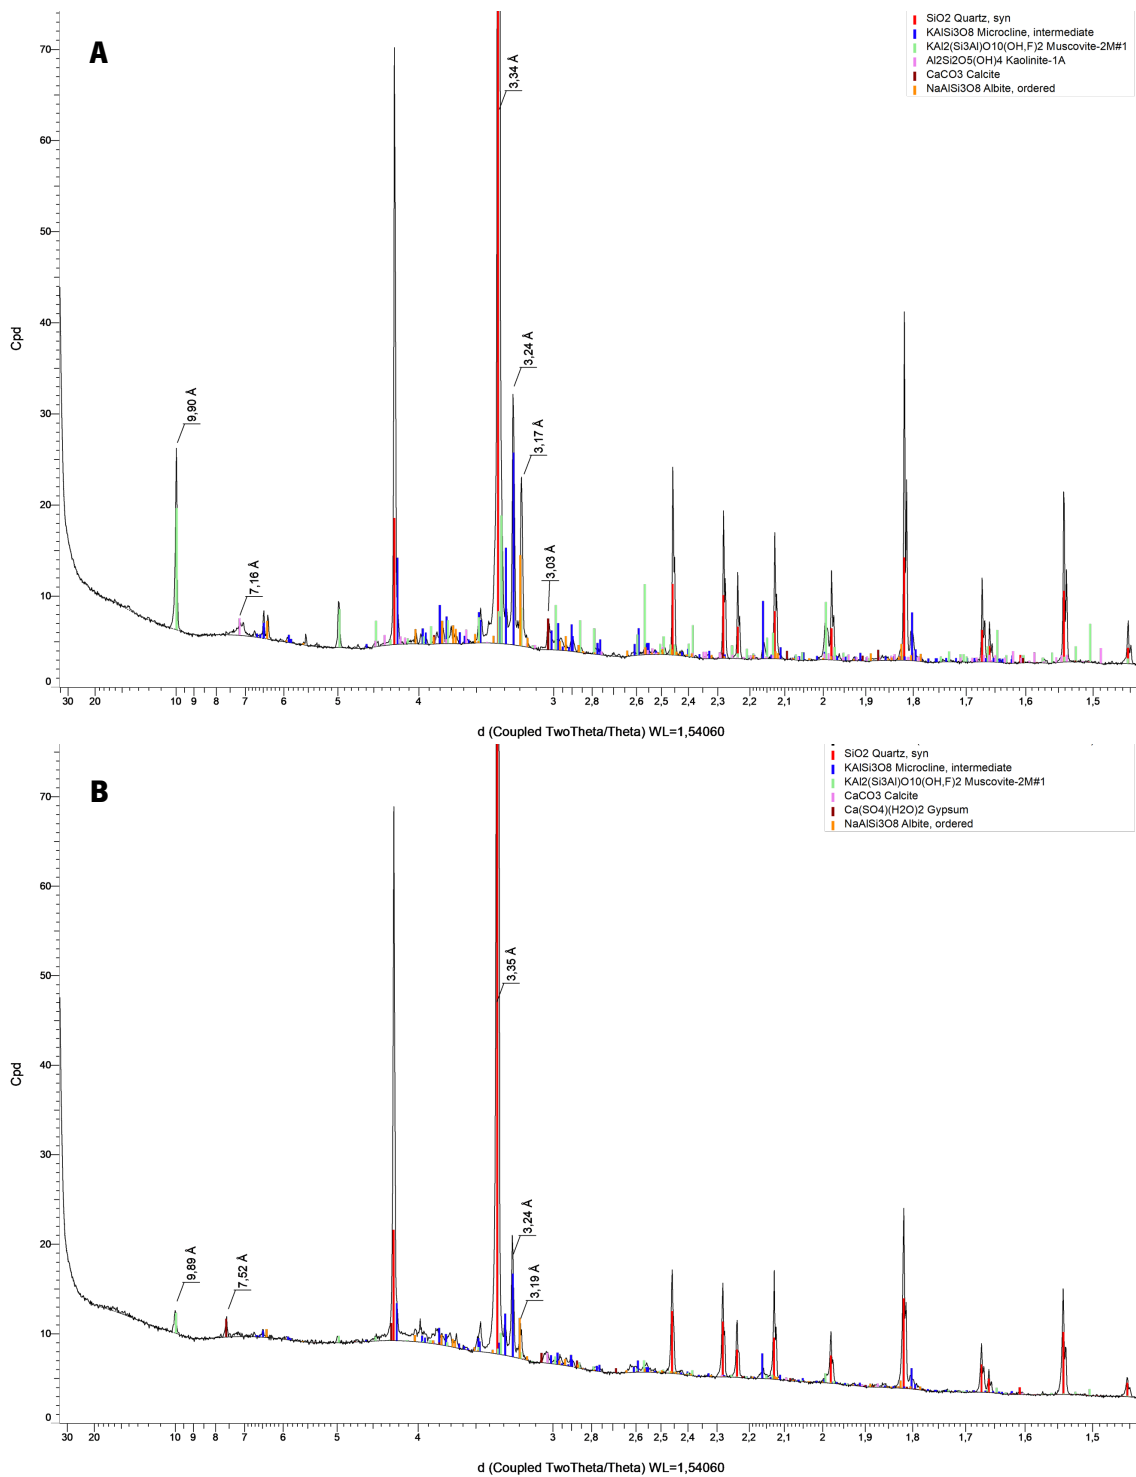 A
SiO2 Quartz, syn
KAlSi3O8 Microcline, intermediate
KAl2(Si3Al)O10(OH,F)2 Muscovite-2M#1
Al2Si2O5(OH)4 Kaolinite-1A
CaCO3 Calcite
NaAlSi3O8 Albite, ordered
Cpd
70
60
50
40
30
20
10
0
9,90 Å
7,16 Å
3,34 Å
3,24 Å
3,17 Å
3,03 Å
30 20 10 9 8 7 6 5 4 3 2,8 2,6 2,5 2,4 2,3 2,2 2,1 2 1,9 1,8 1,7 1,6 1,5
d (Coupled TwoTheta/Theta) WL=1,54060
B
SiO2 Quartz, syn
KAlSi3O8 Microcline, intermediate
KAl2(Si3Al)O10(OH,F)2 Muscovite-2M#1
CaCO3 Calcite
Ca(SO4)(H2O)2 Gypsum
NaAlSi3O8 Albite, ordered
Cpd
70
60
50
40
30
20
10
0
9,89 Å
7,52 Å
3,35 Å
3,24 Å
3,19 Å
30 20 10 9 8 7 6 5 4 3 2,8 2,6 2,5 2,4 2,3 2,2 2,1 2 1,9 1,8 1,7 1,6 1,5
d (Coupled TwoTheta/Theta) WL=1,54060